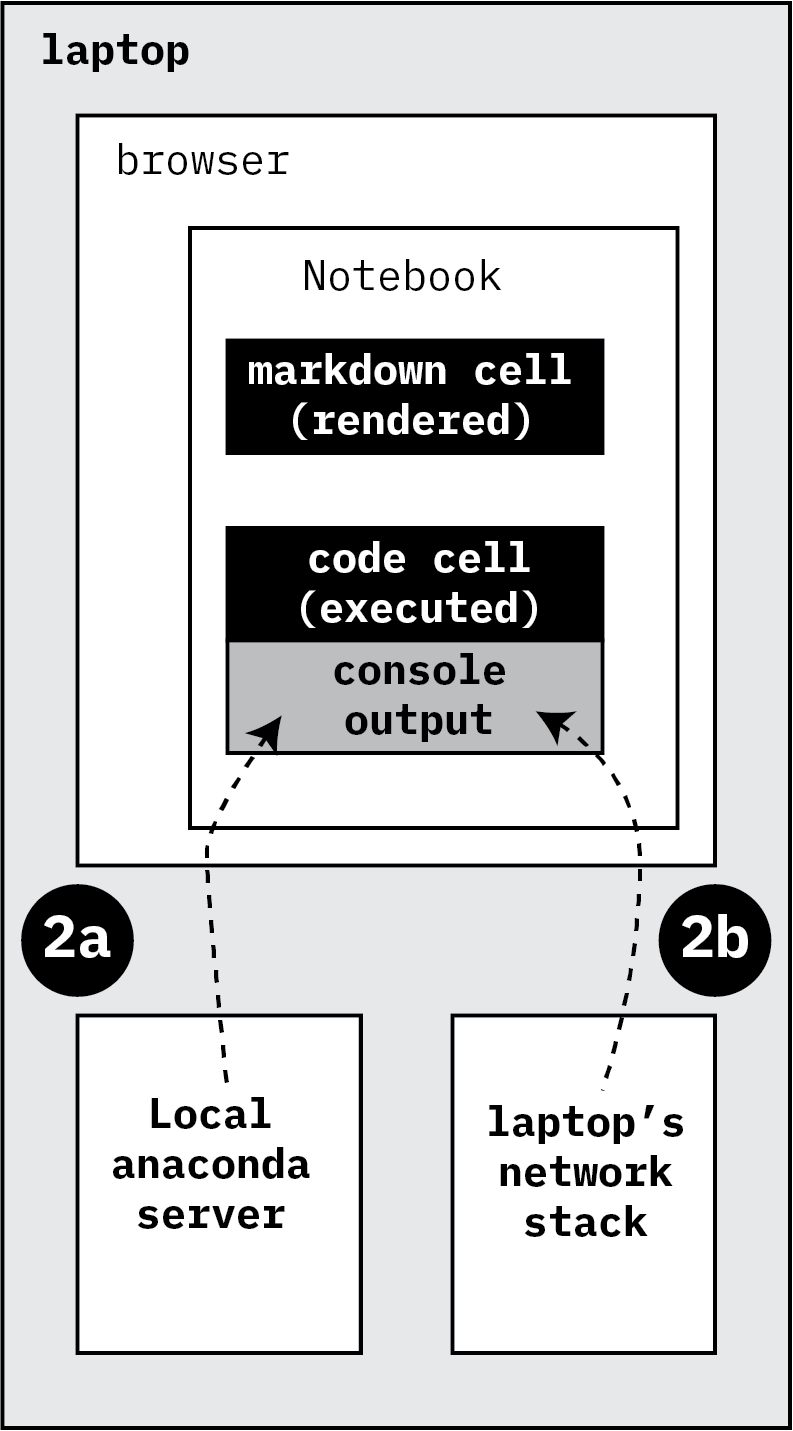 laptop
browser
Notebook
markdown cell
(rendered)
code cell
(executed)
console
output
2a
2b
Local
anaconda
server
laptop’s
network
stack